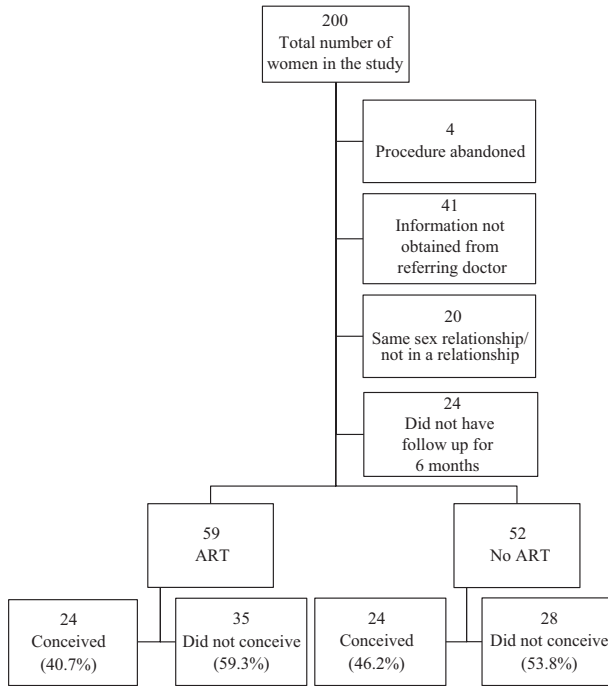 200
Total number of
women in the study
4
Procedure abandoned
41
Information not
obtained from
referring doctor
20
Same sex relationship/
not in a relationship
24
Did not have
follow up for
6 months
59
ART
52
No ART
24
Conceived
(40.7%)
35
Did not conceive
(59.3%)
24
Conceived
(46.2%)
28
Did not conceive
(53.8%)